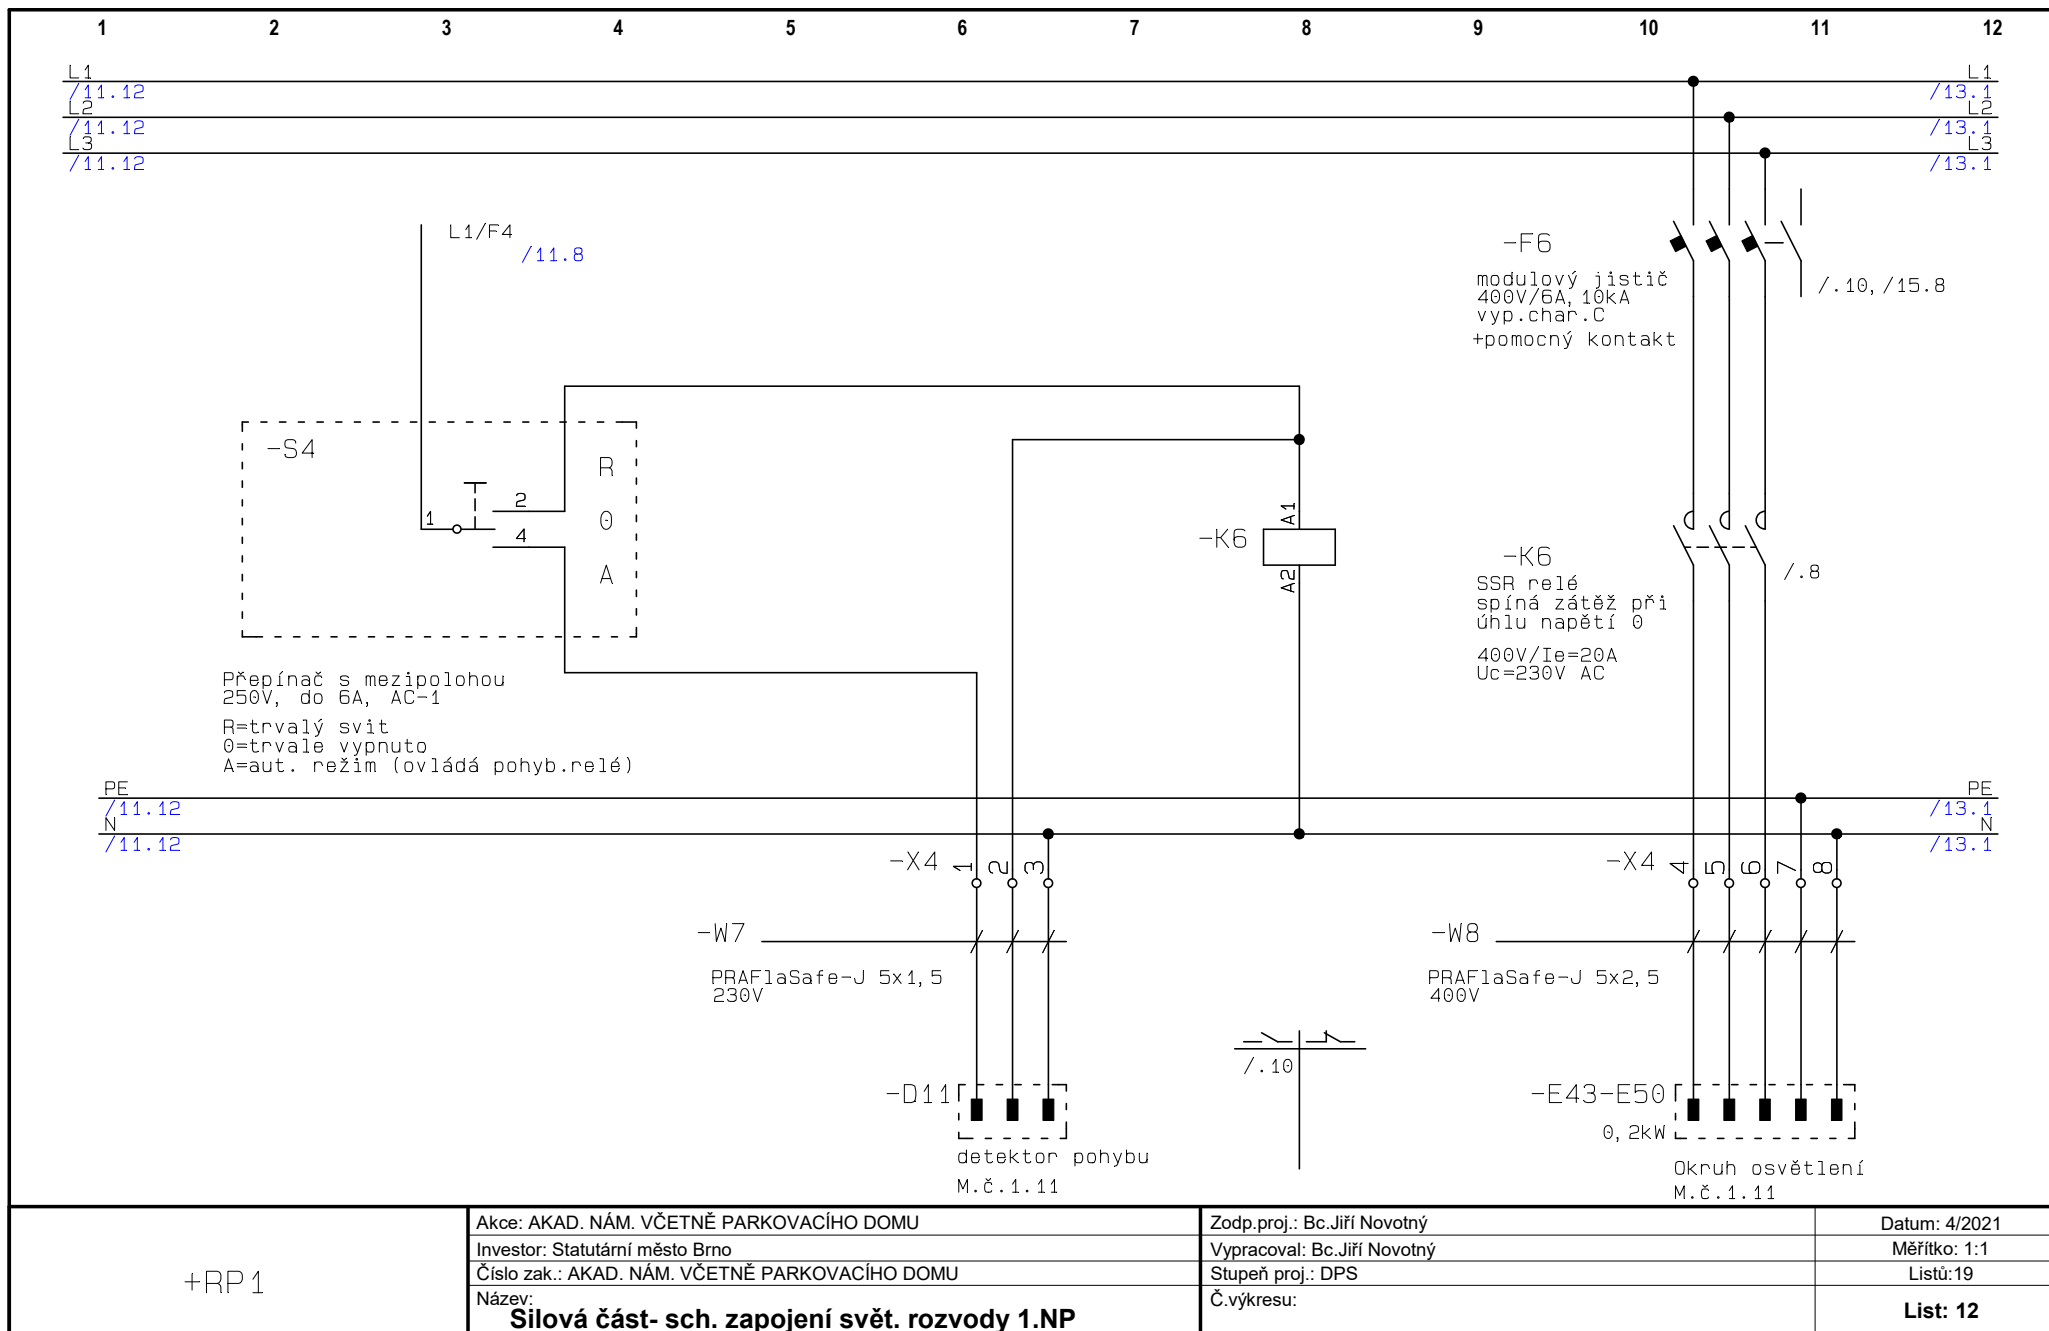 1 2 3 4 5 6 7 8 9 10 11 12
L1 L1
/11.12 /13.1
L2 L2
/11.12 /13.1
L3 L3
/11.12 /13.1
L1/F4
/11.8
-F6
modulový jistič
400V/6A, 10kA
vyp.char.C
+pomocný kontakt
/.10, /15.8
-S4
R
0
A
1
2
4
Přepínač s mezipolohou
250V, do 6A, AC-1
R=trvalý svit
0=trvale vypnuto
A=aut. režim (ovládá pohyb.relé)
-K6
A1
A2
-K6
SSR relé
spíná zátěž při
úhlu napětí 0
400V/Ie=20A
Uc=230V AC
/.8
PE PE
/11.12 /13.1
N N
/11.12 /13.1
-X4 1 2 3
-X4 4 5 6 7 8
-W7
PRAFlaSafe-J 5x1,5
230V
-W8
PRAFlaSafe-J 5x2,5
400V
/.10
-D11
detektor pohybu
M.č.1.11
-E43-E50
0,2kW
Okruh osvětlení
M.č.1.11
+RP1
Akce: AKAD. NÁM. VČETNĚ PARKOVACÍHO DOMU
Investor: Statutární město Brno
Číslo zak.: AKAD. NÁM. VČETNĚ PARKOVACÍHO DOMU
Název:
Silová část- sch. zapojení svět. rozvody 1.NP
Zodp.proj.: Bc.Jiří Novotný
Vypracoval: Bc.Jiří Novotný
Stupeň proj.: DPS
Č.výkresu:
Datum: 4/2021
Měřítko: 1:1
Listů:19
List: 12